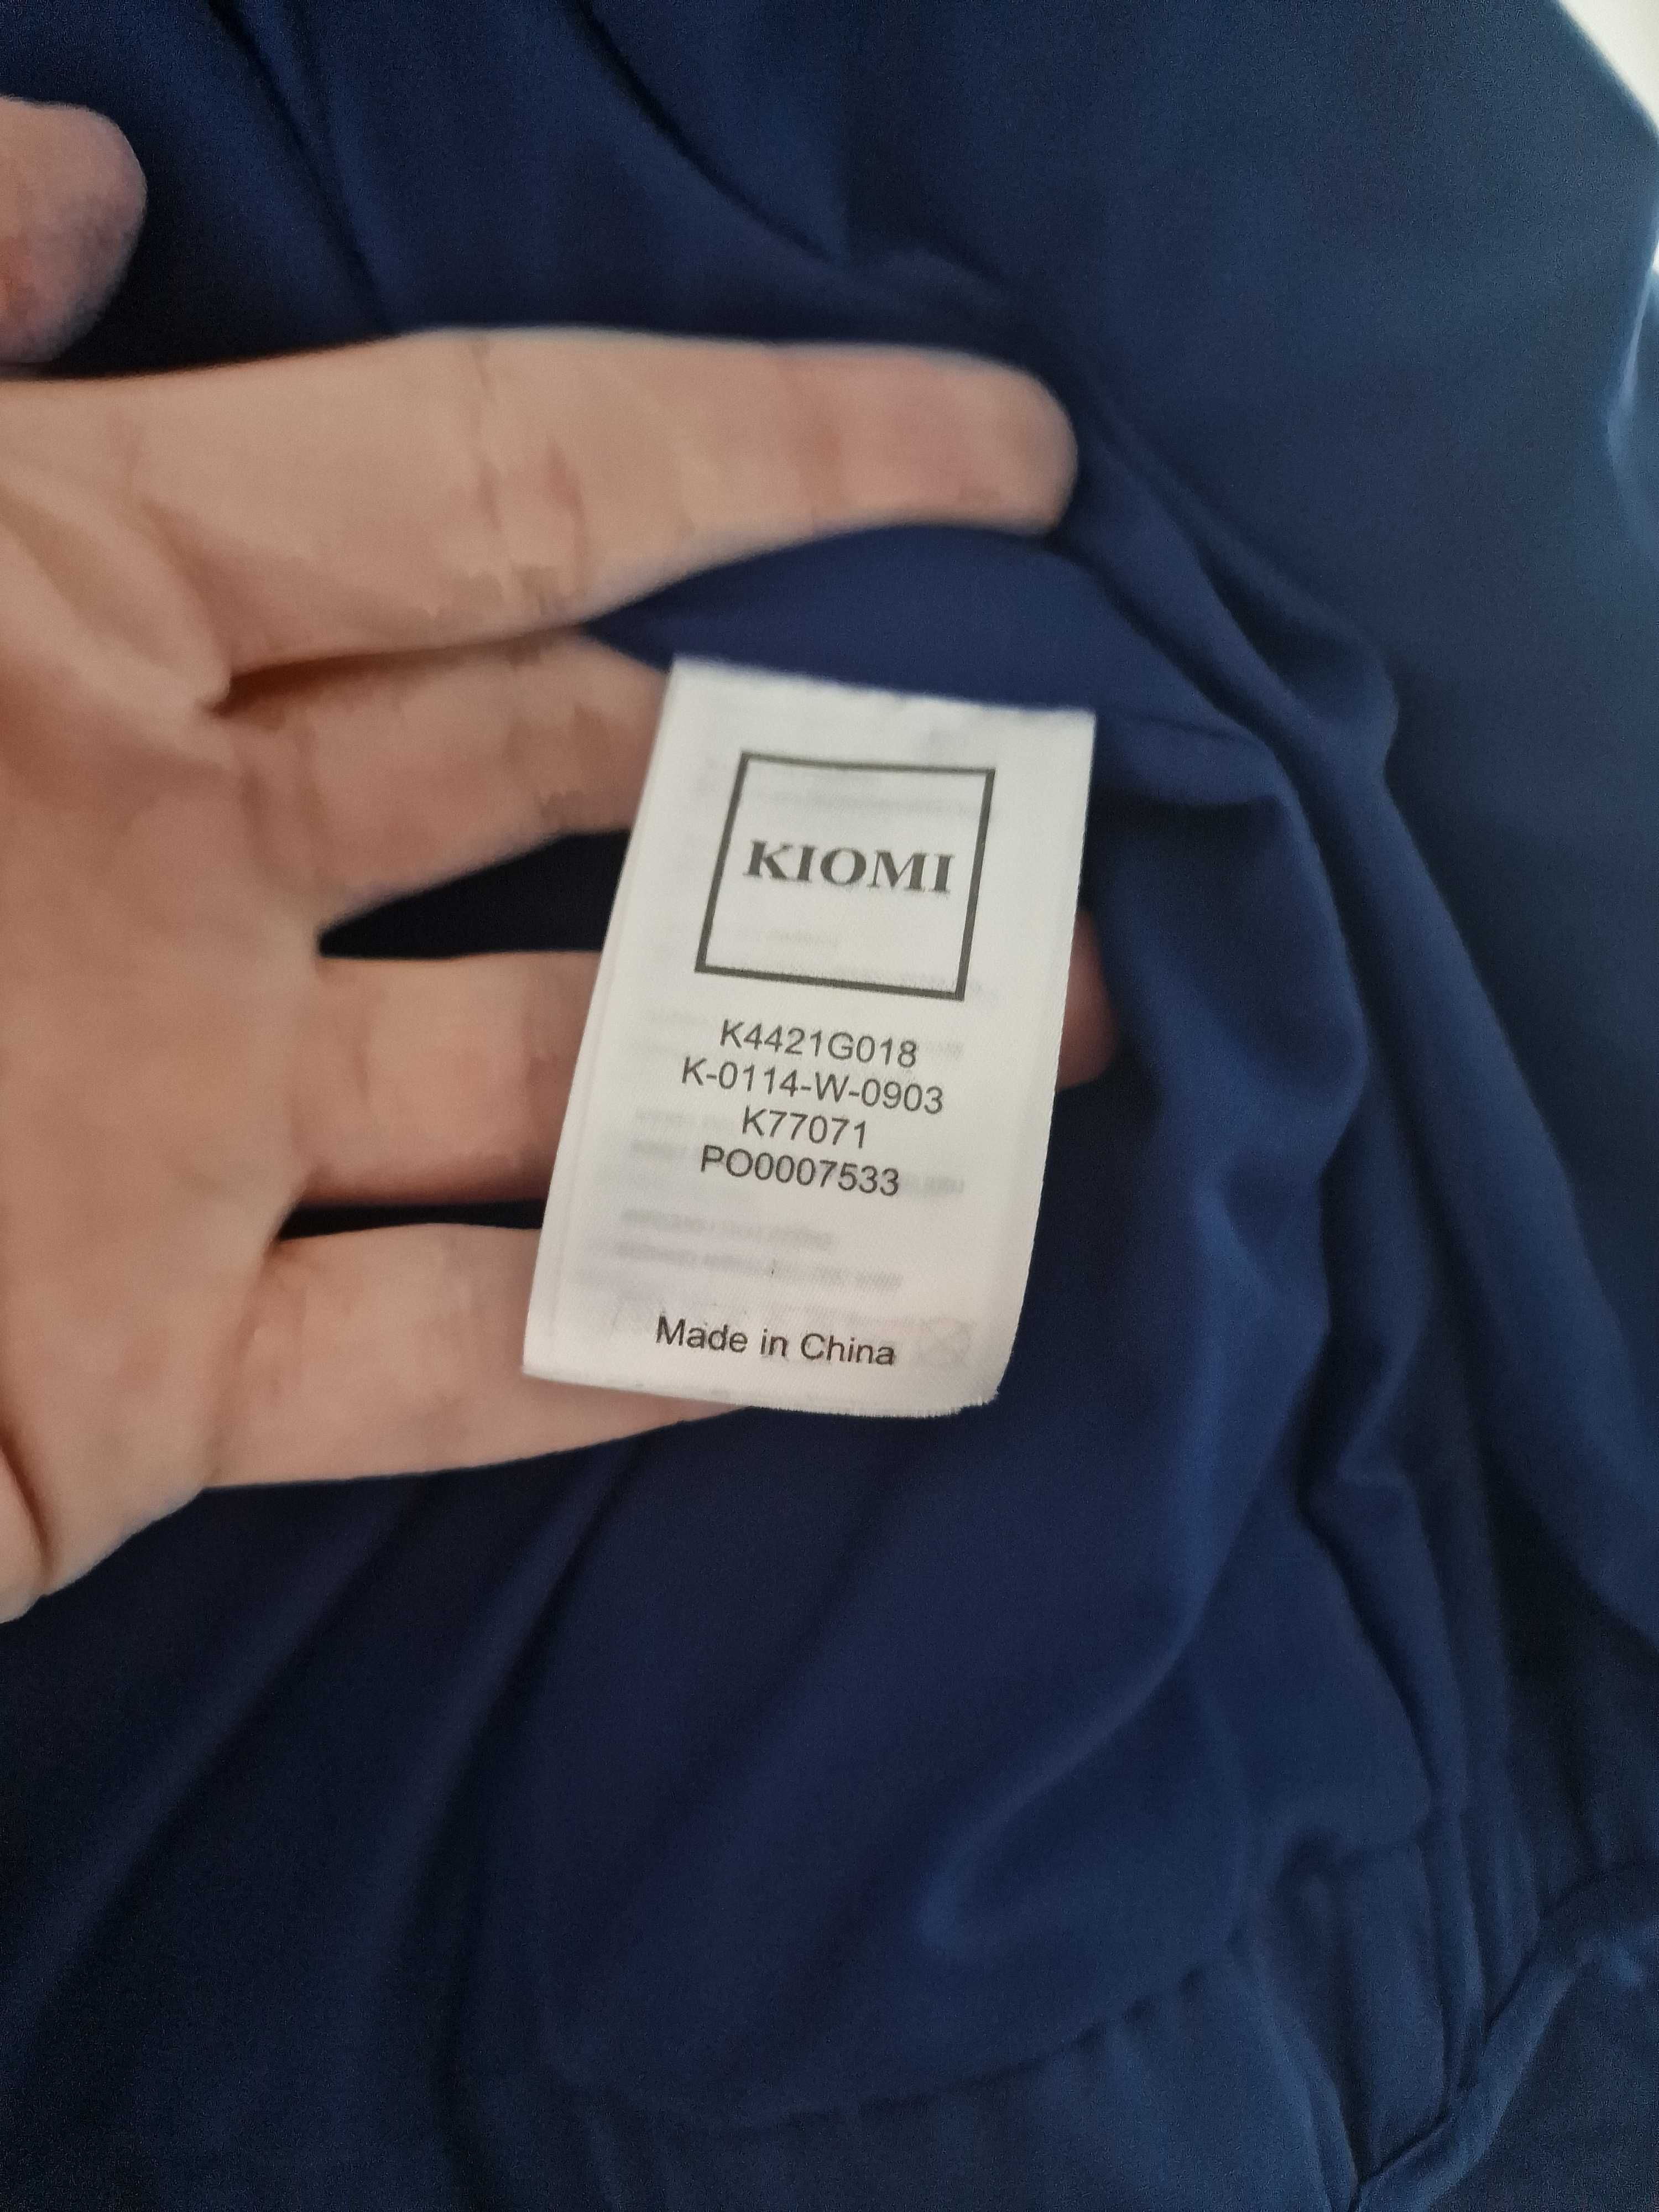 KIOMI
K4421G018
K-0114-W-0903
K77071
PO0007533
Made in China